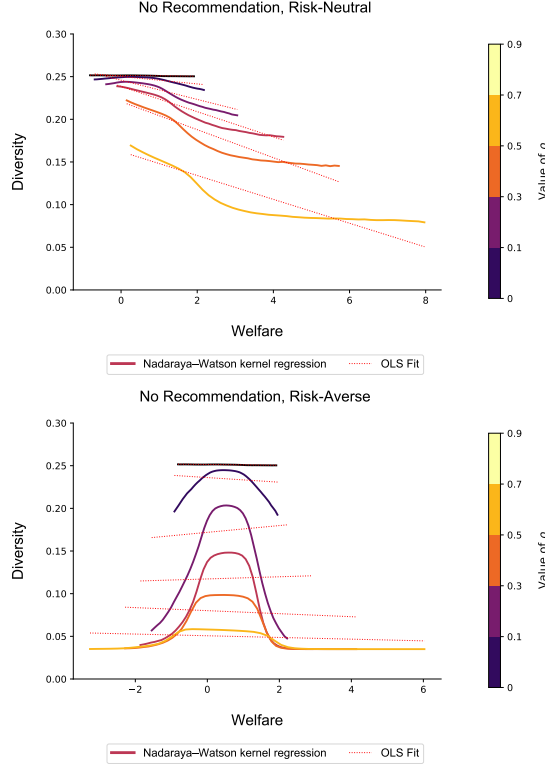 No Recommendation, Risk-Neutral
0.30
0.25
0.20
0.15
0.10
0.05
0.00
Diversity
0 2 4 6 8
Welfare
0.9
0.7
0.5
0.3
0.1
0
Value of
Nadaraya–Watson kernel regression OLS Fit
No Recommendation, Risk-Averse
0.30
0.25
0.20
0.15
0.10
0.05
0.00
Diversity
−2 0 2 4 6
Welfare
0.9
0.7
0.5
0.3
0.1
0
Value of
Nadaraya–Watson kernel regression OLS Fit